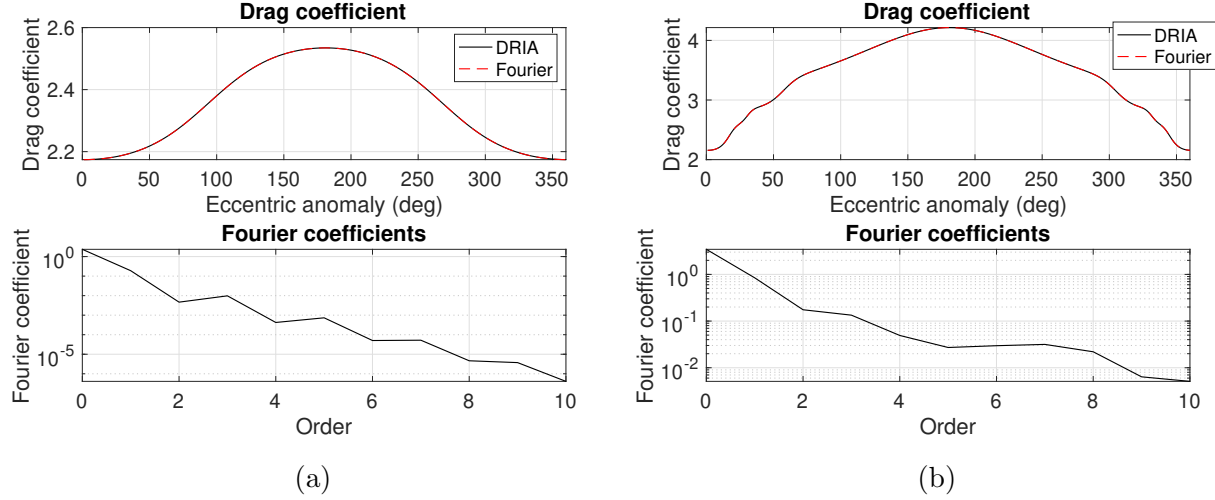 Drag coefficient
2.6
2.4
2.2
Drag coefficient
DRIA
Fourier
0 50 100 150 200 250 300 350
Eccentric anomaly (deg)
Fourier coefficients
10^0
10^-5
Fourier coefficient
0 2 4 6 8 10
Order
(a)
Drag coefficient
4
3
2
Drag coefficient
DRIA
Fourier
0 50 100 150 200 250 300 350
Eccentric anomaly (deg)
Fourier coefficients
10^0
10^-1
10^-2
Fourier coefficient
0 2 4 6 8 10
Order
(b)